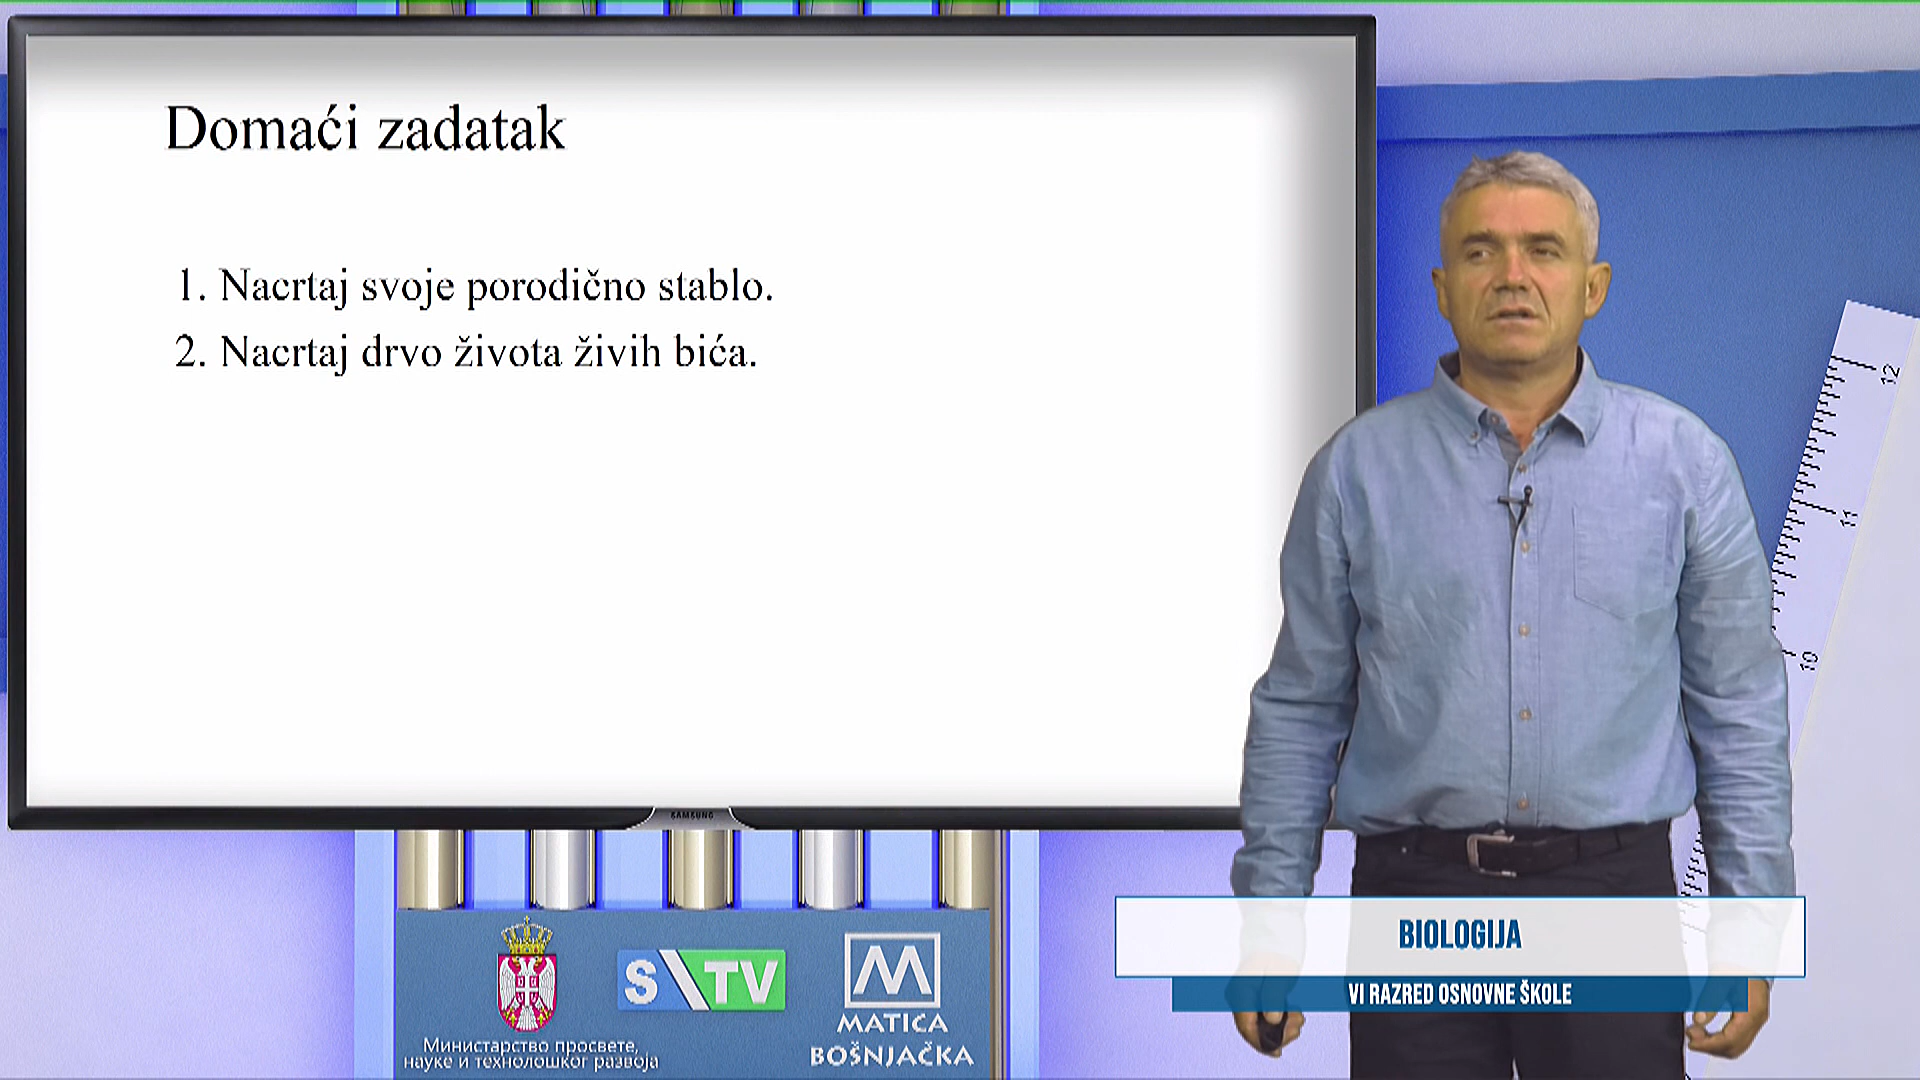 Domaći zadatak
1. Nacrtaj svoje porodično stablo.
2. Nacrtaj drvo života živih bića.
SAMSUNG
12
11
10
BIOLOGIJA
VI RAZRED OSNOVNE ŠKOLE
Министарство просвете,
науке и технолошког развоја
S TV
MATICA
BOŠNJAČKA